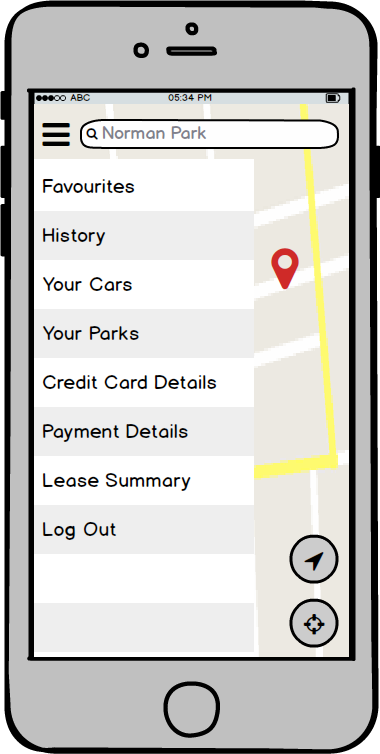 ABC 05:34 PM
Norman Park
Favourites
History
Your Cars
Your Parks
Credit Card Details
Payment Details
Lease Summary
Log Out